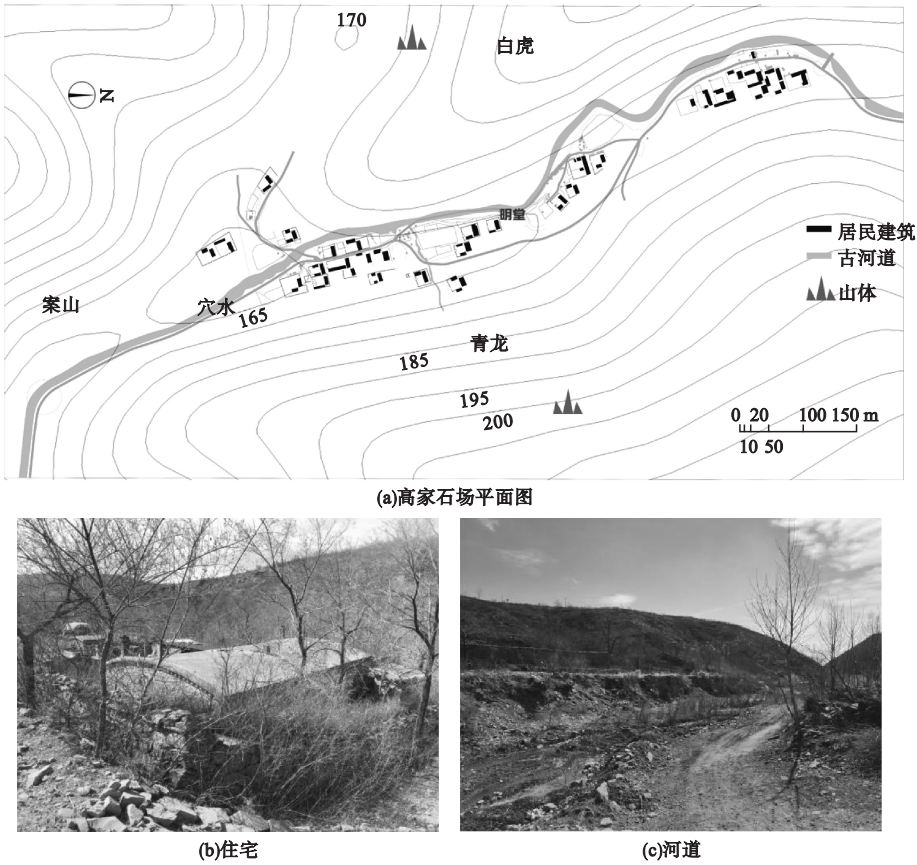 170
白虎
N
明堂
居民建筑
古河道
山体
案山
穴水
165
青龙
185
195
200
0 20 100 150 m
10 50
(a)高家石场平面图
(b)住宅
(c)河道